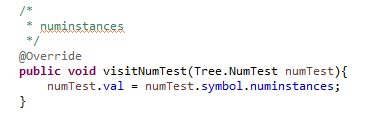 /*
 * numinstances
 */
@Override
public void visitNumTest(Tree.NumTest numTest){
    numTest.val = numTest.symbol.numinstances;
}